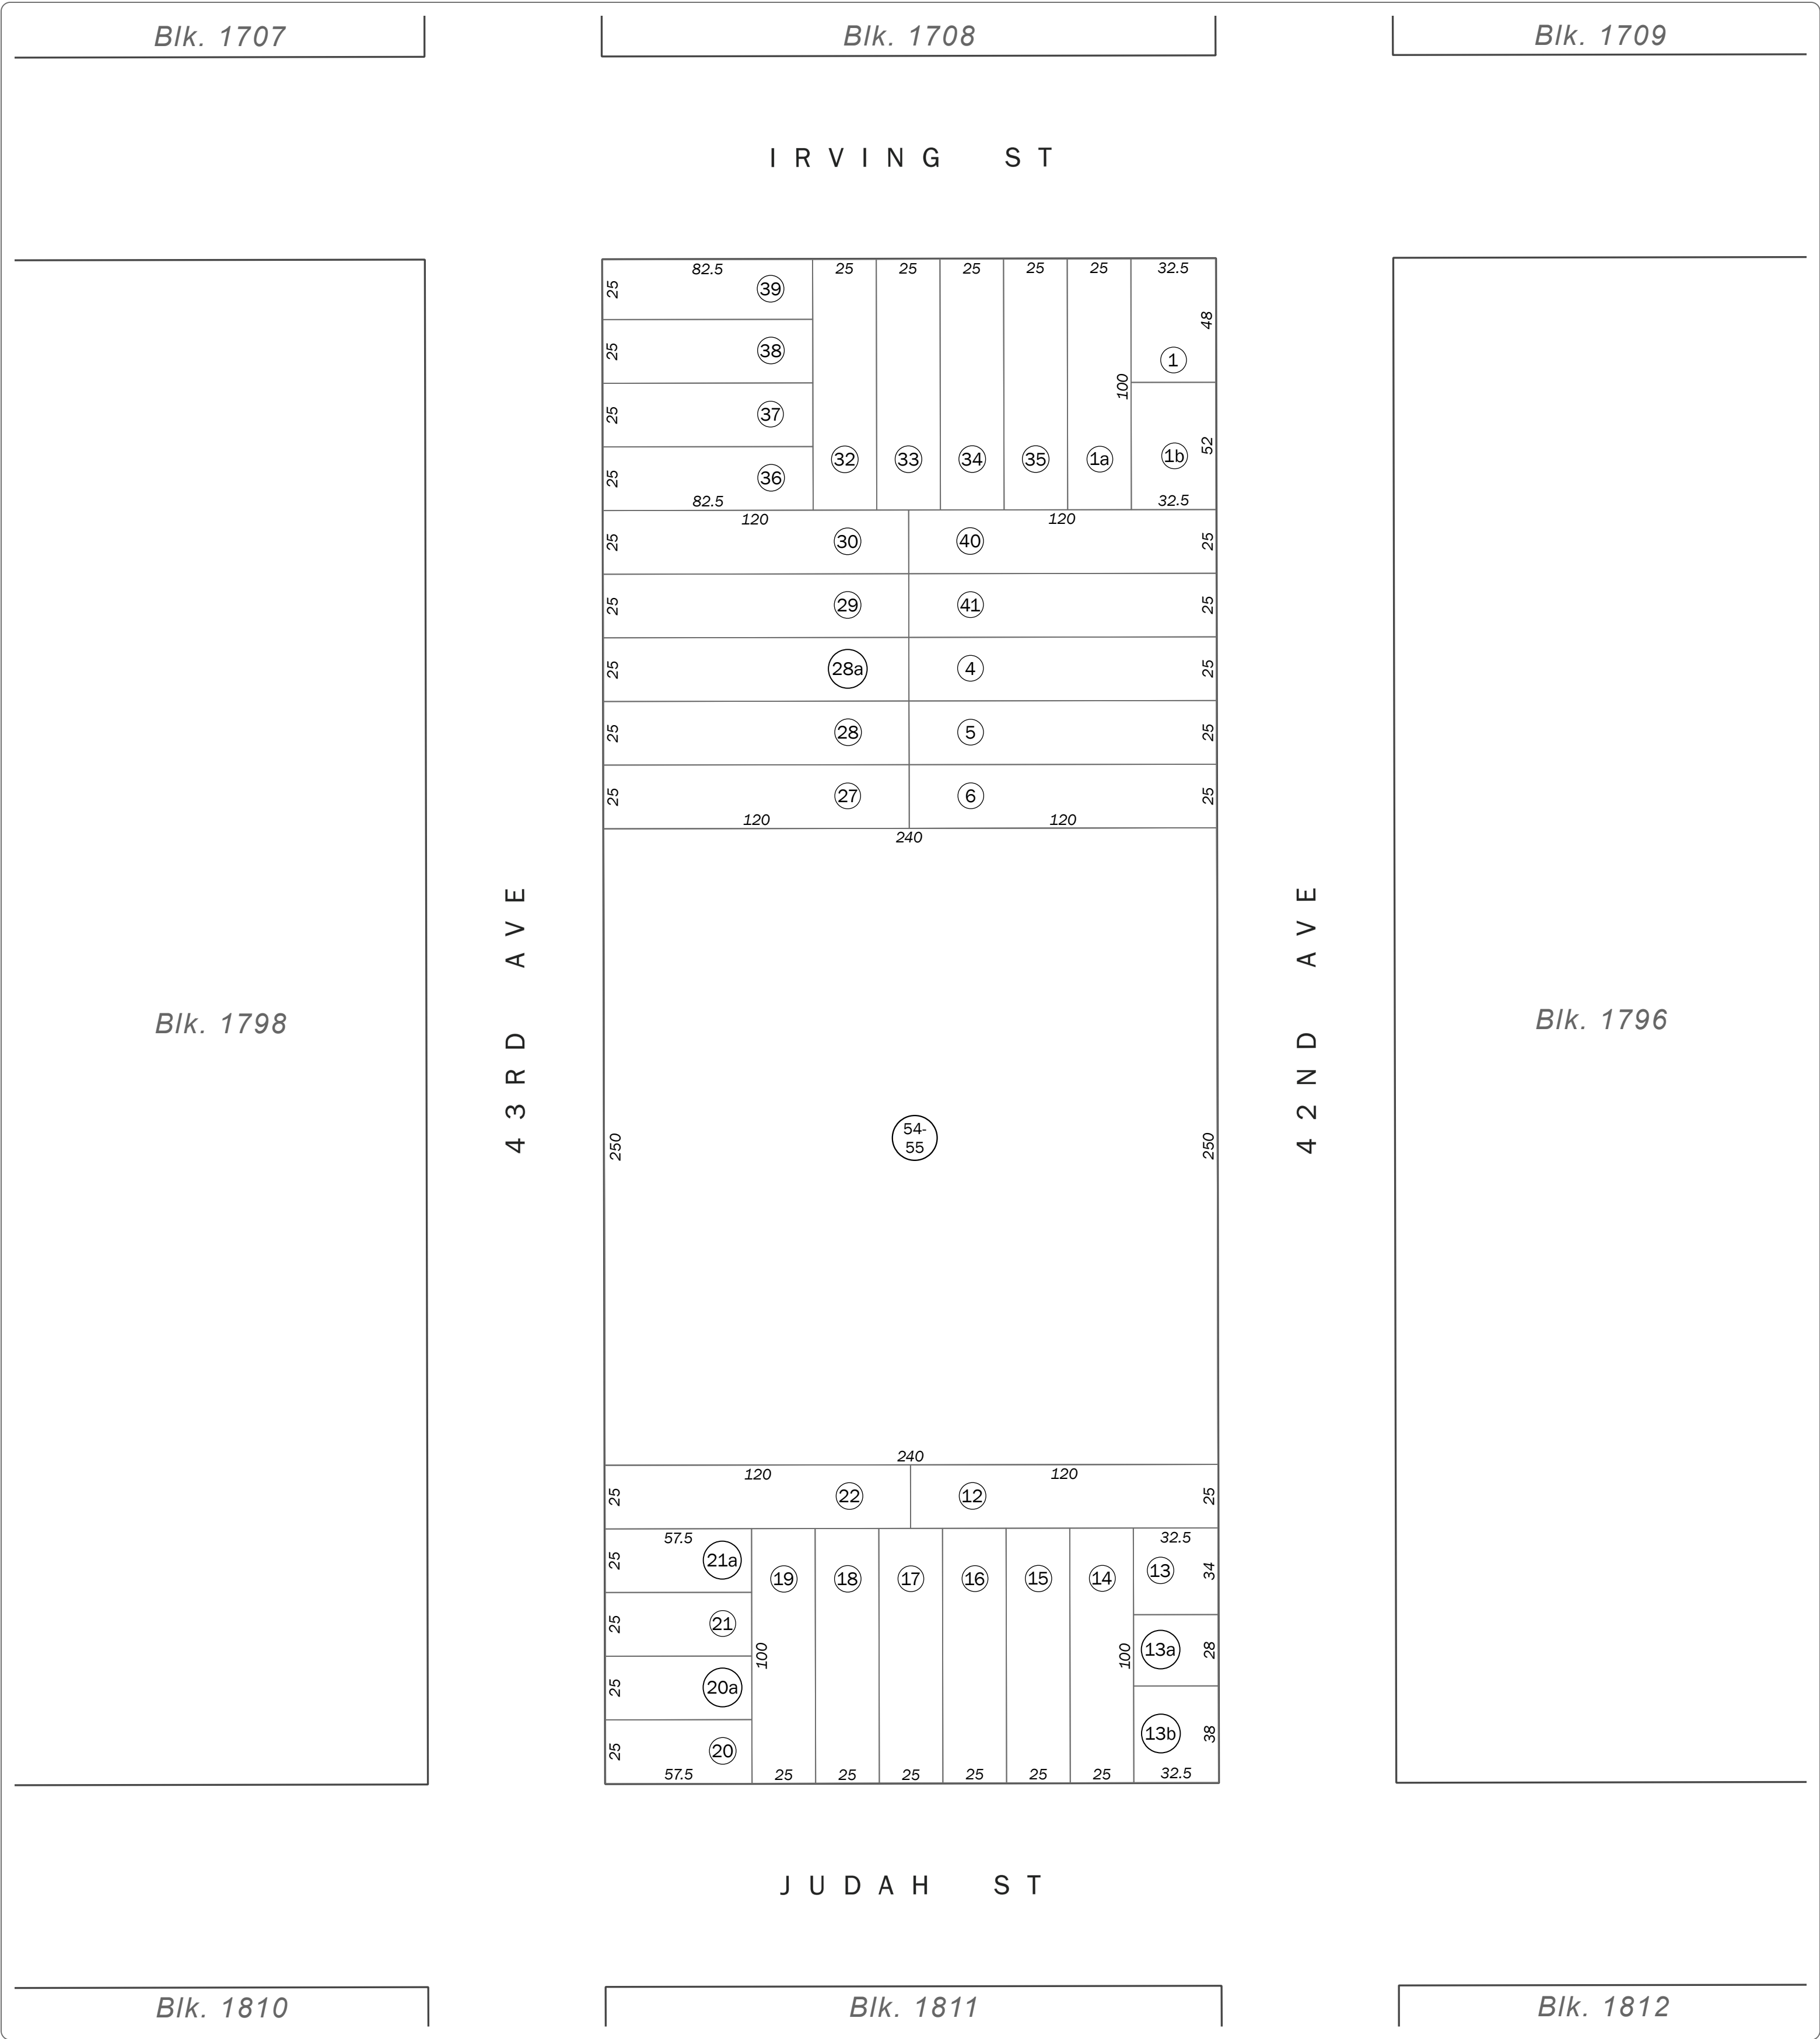 Blk. 1707
Blk. 1708
Blk. 1709
IRVING ST
82.5 25 25 25 25 25 32.5
25 39
48
25 38
1
100
25 37
52
32 33 34 35 1a 1b
25 36
82.5
32.5
120 120
25 30 40 25
25 29 41 25
25 28a 4 25
25 28 5 25
25 27 6 25
120 120
240
43RD AVE
42ND AVE
Blk. 1798
Blk. 1796
250 54- 250
55
240
120 120
25 22 12 25
57.5 32.5
25 21a
19 18 17 16 15 14 13 34
25 21
100 100 13a 28
25 20a
13b 38
25 20
57.5 25 25 25 25 25 25 32.5
JUDAH ST
Blk. 1810
Blk. 1811
Blk. 1812